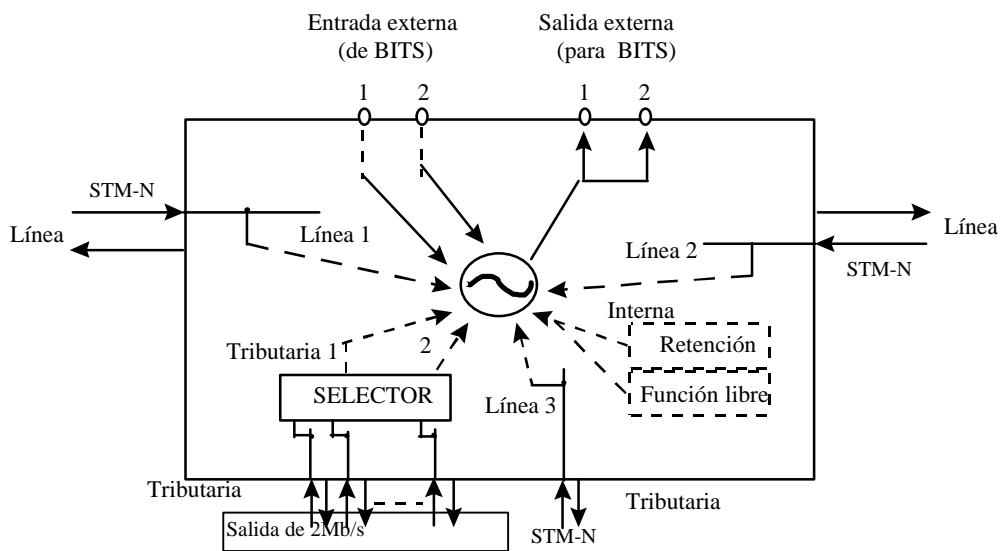 Entrada externa
(de BITS)
Salida externa
(para BITS)
1
2
1
2
STM-N
Línea
Línea 1
Línea 2
Línea
STM-N
Interna
Retención
Función libre
Tributaria 1
2
SELECTOR
Línea 3
Tributaria
Tributaria
Salida de 2Mb/s
STM-N